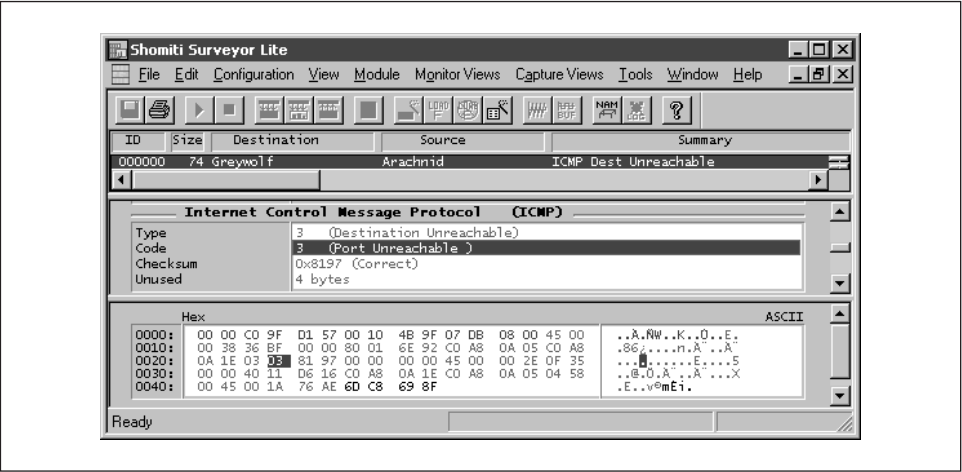 Shomiti Surveyor Lite
File Edit Configuration View Module Monitor Views Capture Views Tools Window Help
NAM
ID Size Destination Source Summary
000000 74 Greywolf Arachnid ICMP Dest Unreachable
Internet Control Message Protocol (ICMP)
Type 3 (Destination Unreachable)
Code 3 (Port Unreachable )
Checksum 0x8197 (Correct)
Unused 4 bytes
Hex ASCII
0000: 00 00 C0 9F D1 57 00 10 4B 9F 07 DB 08 00 45 00 ..À.ÑW..K..Û..E.
0010: 00 38 36 BF 00 00 80 01 6E 92 C0 A8 0A 05 C0 A8 .86¿....n.À¨..À¨
0020: 0A 1E 03 03 81 97 00 00 00 00 45 00 00 2E 0F 35 ..........E....5
0030: 00 00 40 11 D6 16 C0 A8 0A 1E C0 A8 0A 05 04 58 ..@.Ö.À¨..À¨...X
0040: 00 45 00 1A 76 AE 6D C8 69 8F .E..v®mÈi.
Ready